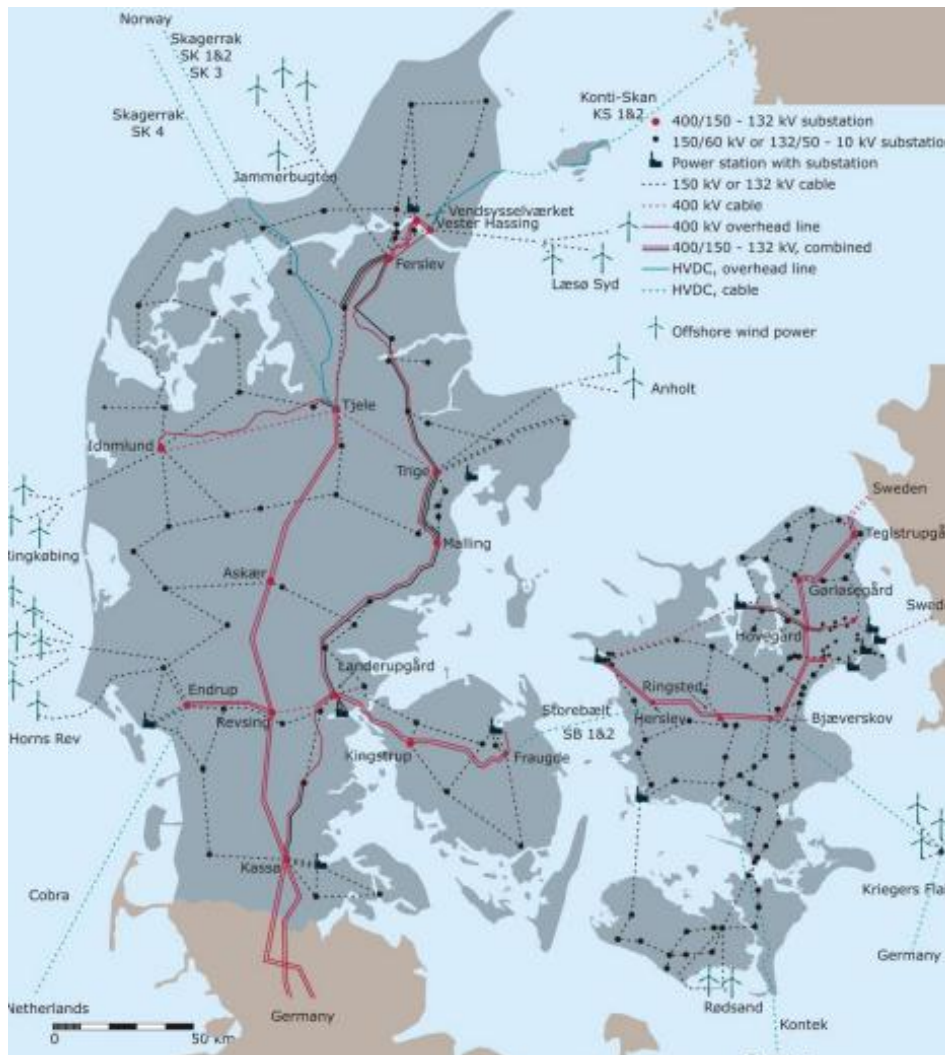 Norway
Skagerrak
SK 1&2
SK 3
Skagerrak
SK 4
Konti-Skan
KS 1&2
400/150 - 132 kV substation
150/60 kV or 132/50 - 10 kV substation
Power station with substation
150 kV or 132 kV cable
400 kV cable
400 kV overhead line
400/150 - 132 kV, combined
HVDC, overhead line
HVDC, cable
Offshore wind power
Jammerbugten
Vendsysselværket
Vester Hassing
Ferslev
Læsø Syd
Anholt
Tjele
Idomlund
Trige
Sweden
Ringkøbing
Malling
Teglstrupgår
Askær
Gørløsegård
Swed
Hovegård
Landerupgård
Endrup
Ringsted
Storebælt
SB 1&2
Revsing
Herslev
Bjæverskov
Horns Rev
Kingstrup
Fraugde
Kassø
Cobra
Kriegers Fla
Germany
Netherlands
Germany
Rødsand
Kontek
0
50 km